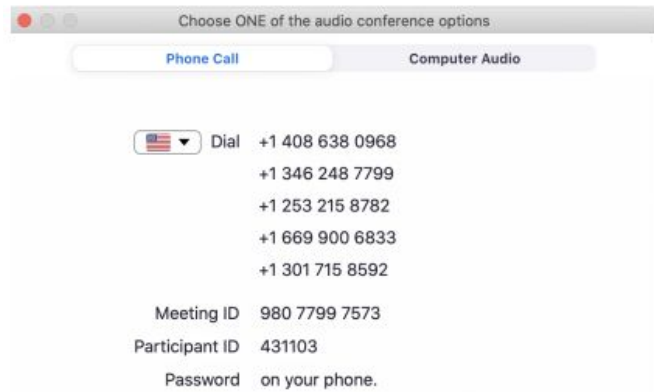 Choose ONE of the audio conference options
Phone Call Computer Audio
Dial +1 408 638 0968
+1 346 248 7799
+1 253 215 8782
+1 669 900 6833
+1 301 715 8592
Meeting ID 980 7799 7573
Participant ID 431103
Password on your phone.